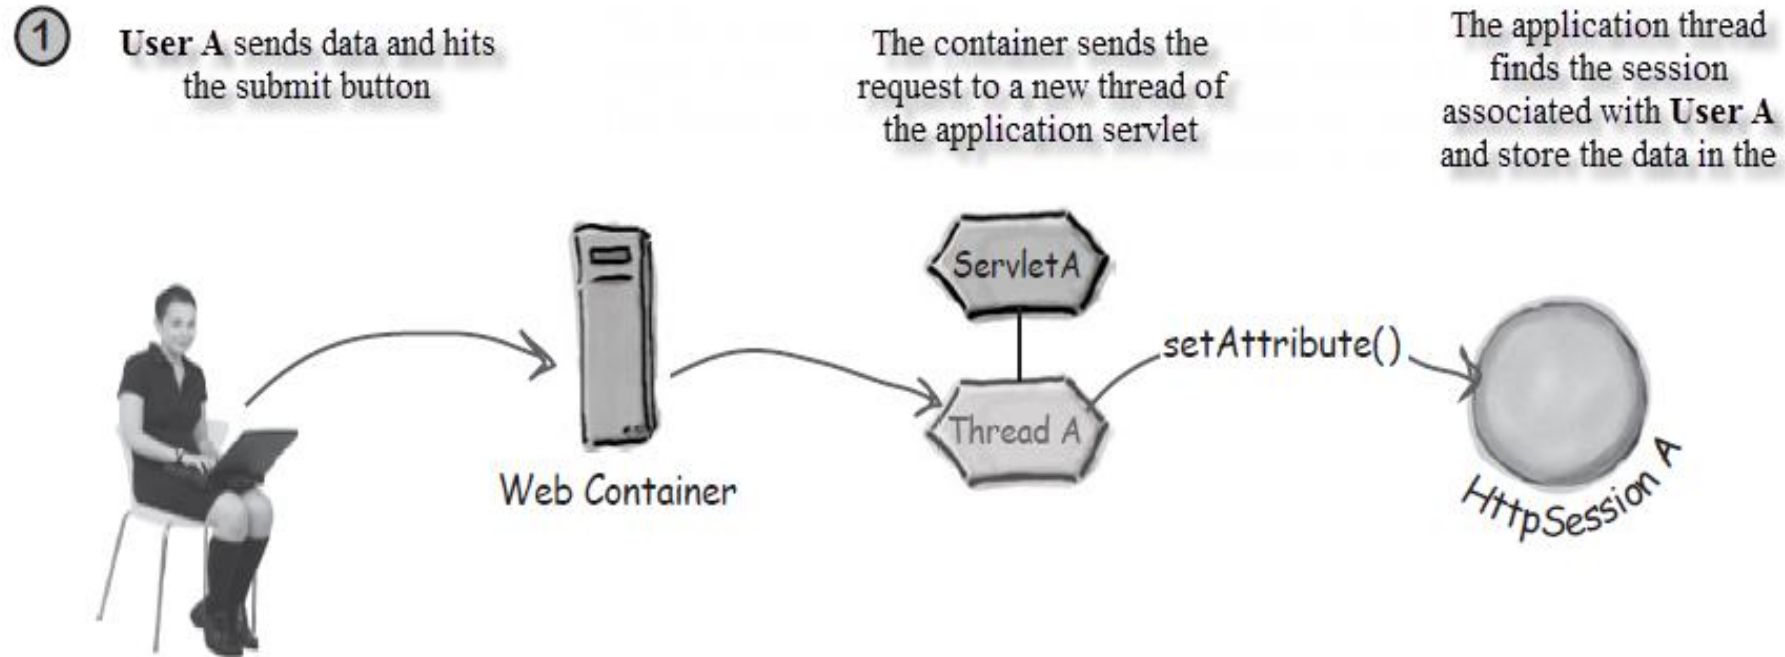 1
User A sends data and hits
the submit button
The container sends the
request to a new thread of
the application servlet
The application thread
finds the session
associated with User A
and store the data in the
ServletA
setAttribute()
Thread A
Web Container
HttpSession A